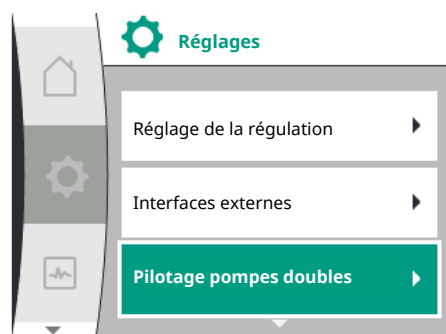 Réglages
Réglage de la régulation
Interfaces externes
Pilotage pompes doubles